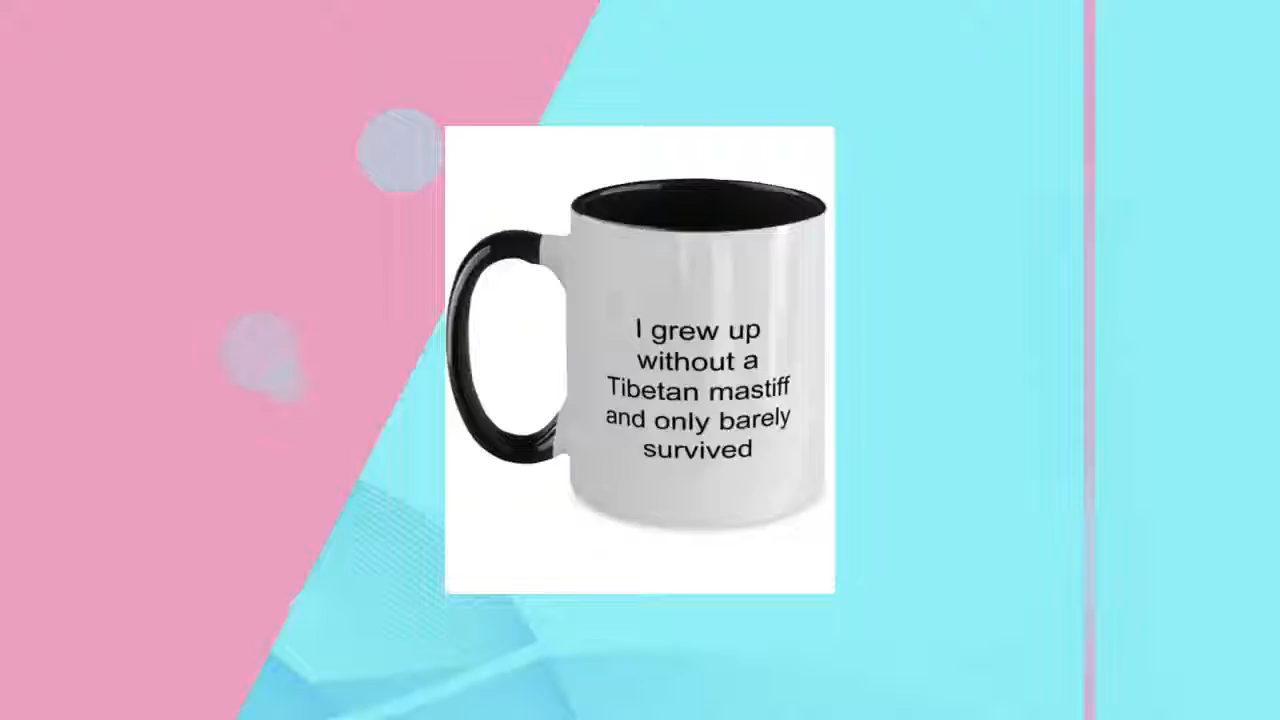 I grew up
without a
Tibetan mastiff
and only barely
survived